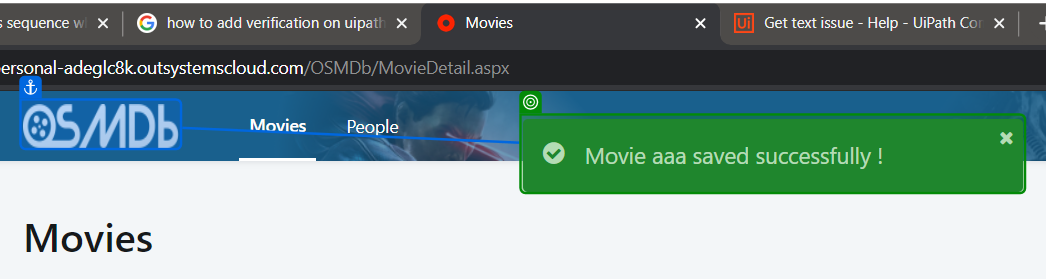 s sequence w
how to add verification on uipath
Movies
Ui
Get text issue - Help - UiPath Co
ersonal-adeglc8k.outsystemscloud.com/OSMDb/MovieDetail.aspx
OSMDb
Movies
People
Movie aaa saved successfully !
Movies